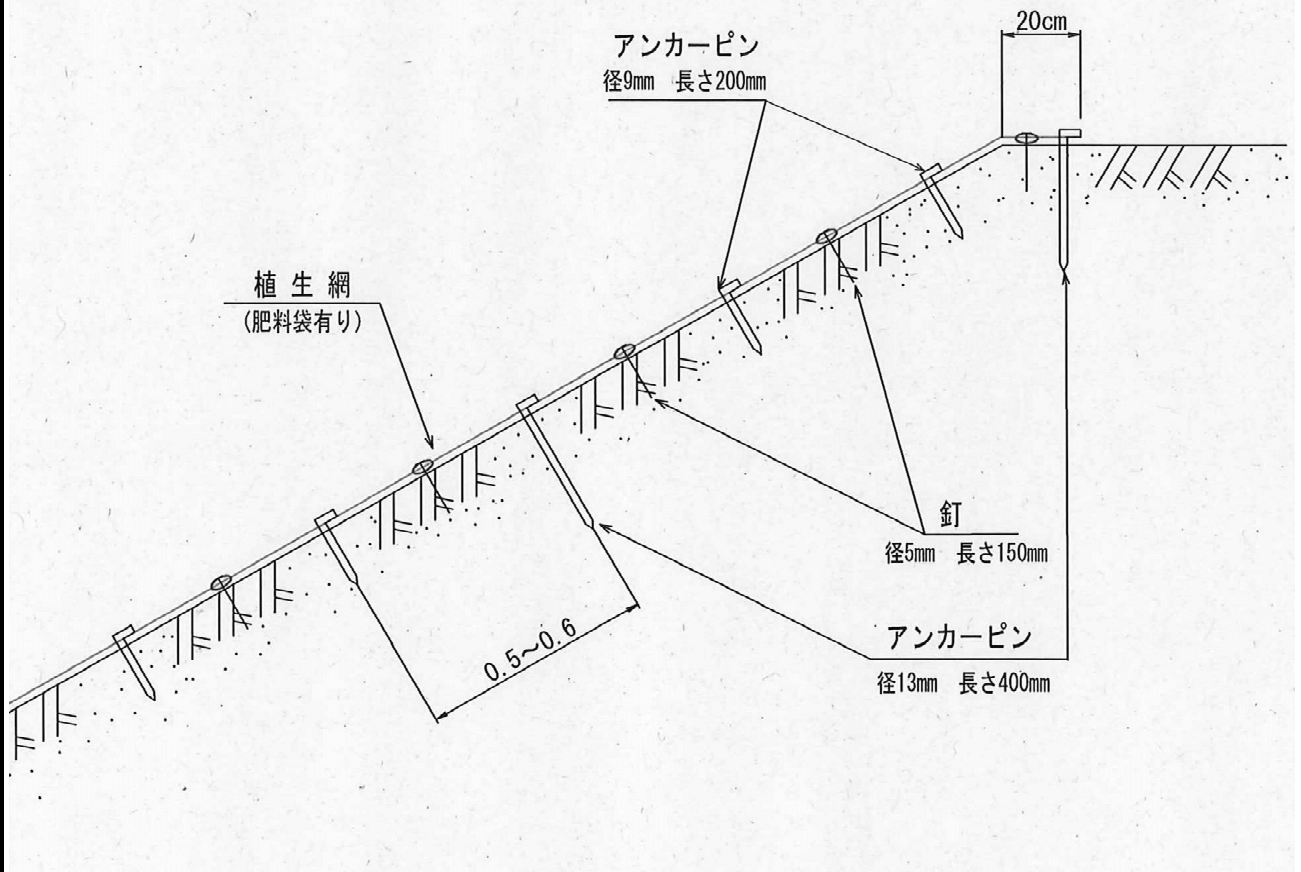 20cm
アンカーピン
径9mm 長さ200mm
植生網
(肥料袋有り)
釘
径5mm 長さ150mm
0.5～0.6
アンカーピン
径13mm 長さ400mm